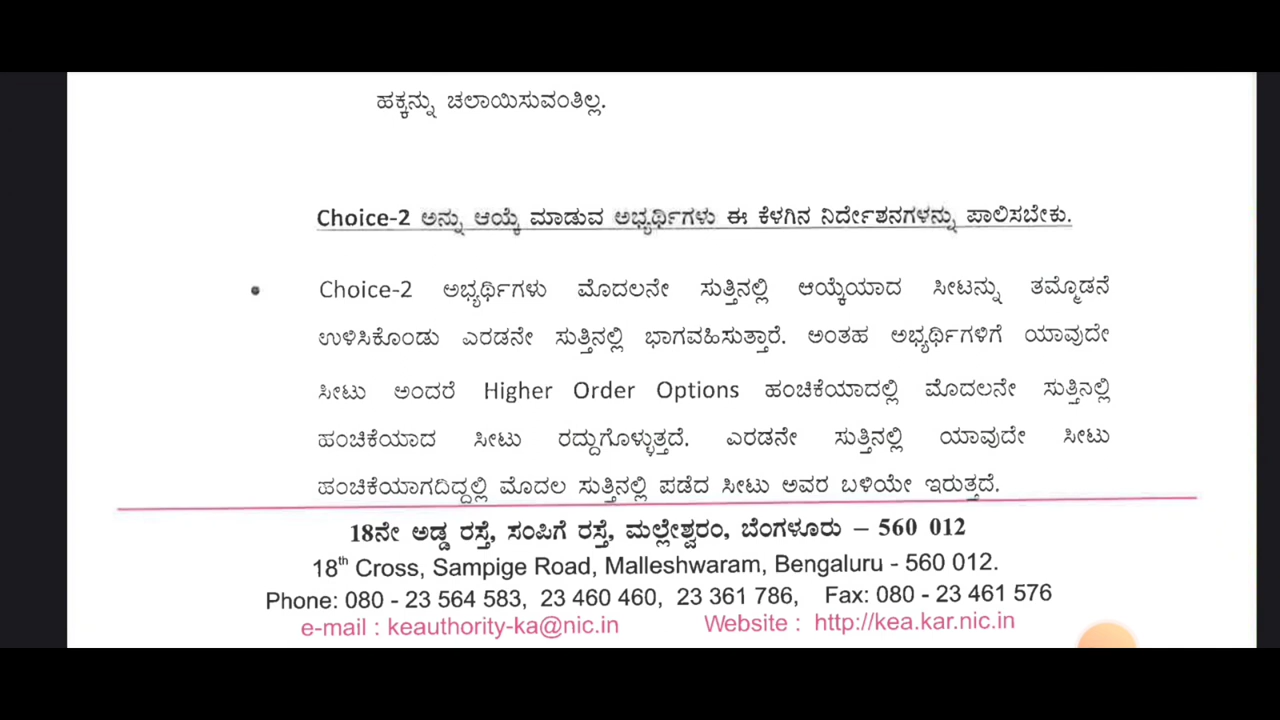 ಹಕ್ಕನ್ನು ಚಲಾಯಿಸುವಂತಿಲ್ಲ.
Choice-2 ಅನ್ನು ಆಯ್ಕೆ ಮಾಡುವ ಅಭ್ಯರ್ಥಿಗಳು ಈ ಕೆಳಗಿನ ನಿರ್ದೇಶನಗಳನ್ನು ಪಾಲಿಸಬೇಕು.
• Choice-2 ಅಭ್ಯರ್ಥಿಗಳು ಮೊದಲನೇ ಸುತ್ತಿನಲ್ಲಿ ಆಯ್ಕೆಯಾದ ಸೀಟನ್ನು ತಮ್ಮೊಡನೆ
ಉಳಿಸಿಕೊಂಡು ಎರಡನೇ ಸುತ್ತಿನಲ್ಲಿ ಭಾಗವಹಿಸುತ್ತಾರೆ. ಅಂತಹ ಅಭ್ಯರ್ಥಿಗಳಿಗೆ ಯಾವುದೇ
ಸೀಟು ಅಂದರೆ Higher Order Options ಹಂಚಿಕೆಯಾದಲ್ಲಿ ಮೊದಲನೇ ಸುತ್ತಿನಲ್ಲಿ
ಹಂಚಿಕೆಯಾದ ಸೀಟು ರದ್ದುಗೊಳ್ಳುತ್ತದೆ. ಎರಡನೇ ಸುತ್ತಿನಲ್ಲಿ ಯಾವುದೇ ಸೀಟು
ಹಂಚಿಕೆಯಾಗದಿದ್ದಲ್ಲಿ ಮೊದಲ ಸುತ್ತಿನಲ್ಲಿ ಪಡೆದ ಸೀಟು ಅವರ ಬಳಿಯೇ ಇರುತ್ತದೆ.
18ನೇ ಅಡ್ಡ ರಸ್ತೆ, ಸಂಪಿಗೆ ರಸ್ತೆ, ಮಲ್ಲೇಶ್ವರಂ, ಬೆಂಗಳೂರು – 560 012
18th Cross, Sampige Road, Malleshwaram, Bengaluru - 560 012.
Phone: 080 - 23 564 583, 23 460 460, 23 361 786, Fax: 080 - 23 461 576
e-mail : keauthority-ka@nic.in Website : http://kea.kar.nic.in